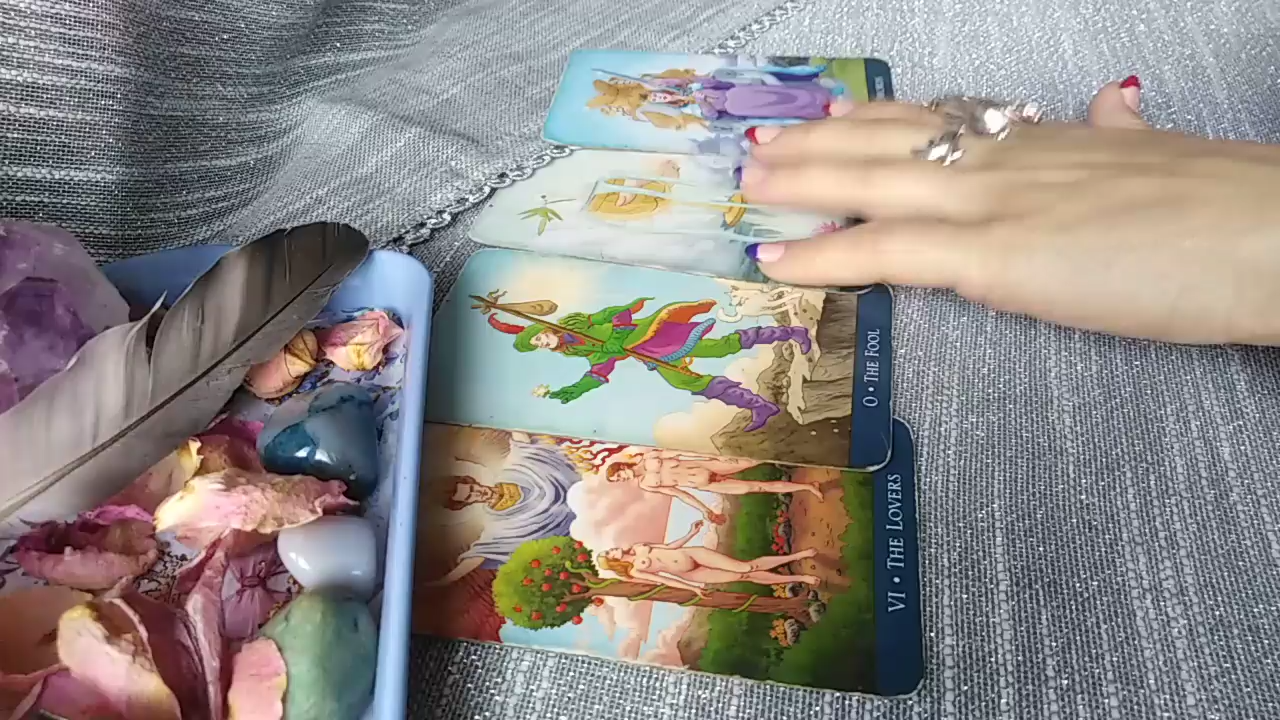 0 • THE FOOL
VI • THE LOVERS